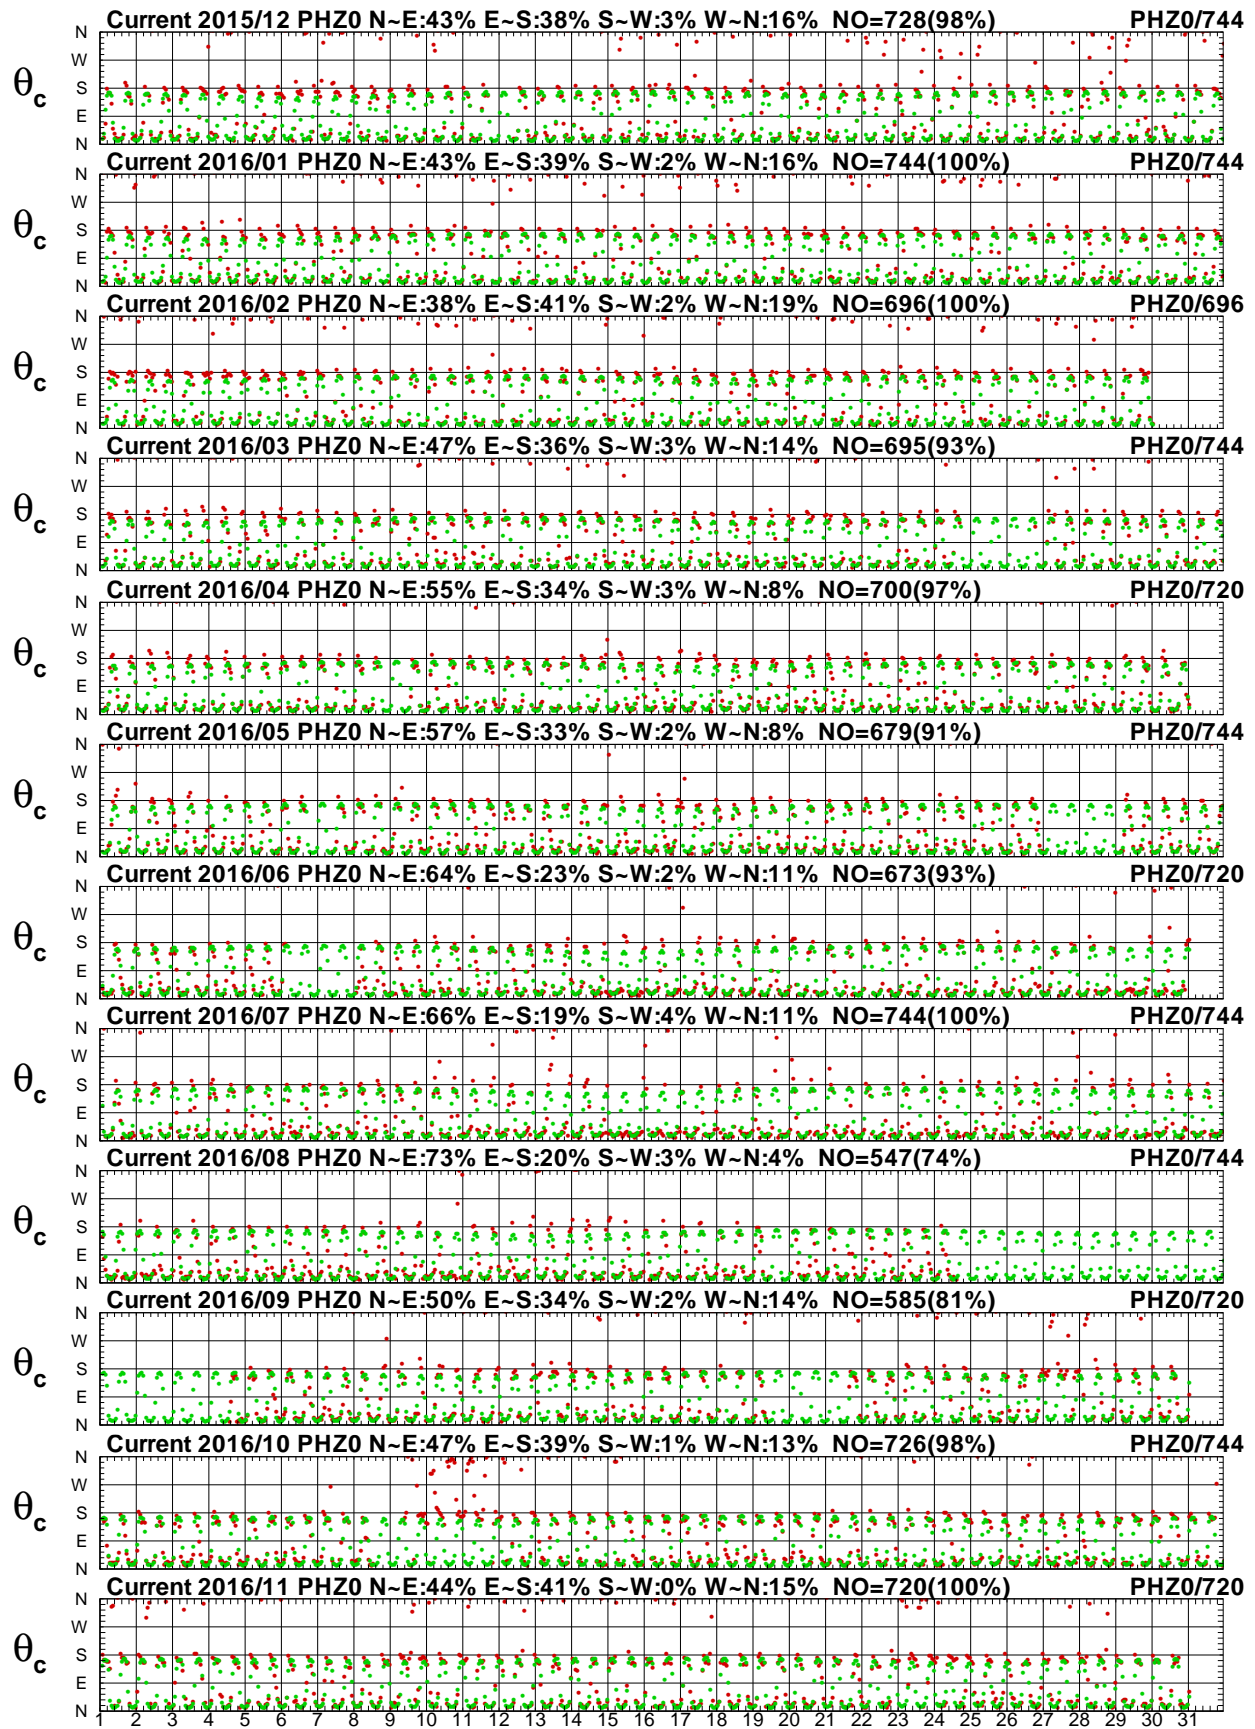 Current 2015/12 PHZ0 N~E:43% E~S:38% S~W:3% W~N:16% NO=728(98%) PHZ0/744
N
W
θc S
E
N
Current 2016/01 PHZ0 N~E:43% E~S:39% S~W:2% W~N:16% NO=744(100%) PHZ0/744
N
W
θc S
E
N
Current 2016/02 PHZ0 N~E:38% E~S:41% S~W:2% W~N:19% NO=696(100%) PHZ0/696
N
W
θc S
E
N
Current 2016/03 PHZ0 N~E:47% E~S:36% S~W:3% W~N:14% NO=695(93%) PHZ0/744
N
W
θc S
E
N
Current 2016/04 PHZ0 N~E:55% E~S:34% S~W:3% W~N:8% NO=700(97%) PHZ0/720
N
W
θc S
E
N
Current 2016/05 PHZ0 N~E:57% E~S:33% S~W:2% W~N:8% NO=679(91%) PHZ0/744
N
W
θc S
E
N
Current 2016/06 PHZ0 N~E:64% E~S:23% S~W:2% W~N:11% NO=673(93%) PHZ0/720
N
W
θc S
E
N
Current 2016/07 PHZ0 N~E:66% E~S:19% S~W:4% W~N:11% NO=744(100%) PHZ0/744
N
W
θc S
E
N
Current 2016/08 PHZ0 N~E:73% E~S:20% S~W:3% W~N:4% NO=547(74%) PHZ0/744
N
W
θc S
E
N
Current 2016/09 PHZ0 N~E:50% E~S:34% S~W:2% W~N:14% NO=585(81%) PHZ0/720
N
W
θc S
E
N
Current 2016/10 PHZ0 N~E:47% E~S:39% S~W:1% W~N:13% NO=726(98%) PHZ0/744
N
W
θc S
E
N
Current 2016/11 PHZ0 N~E:44% E~S:41% S~W:0% W~N:15% NO=720(100%) PHZ0/720
N
W
θc S
E
N
1 2 3 4 5 6 7 8 9 10 11 12 13 14 15 16 17 18 19 20 21 22 23 24 25 26 27 28 29 30 31